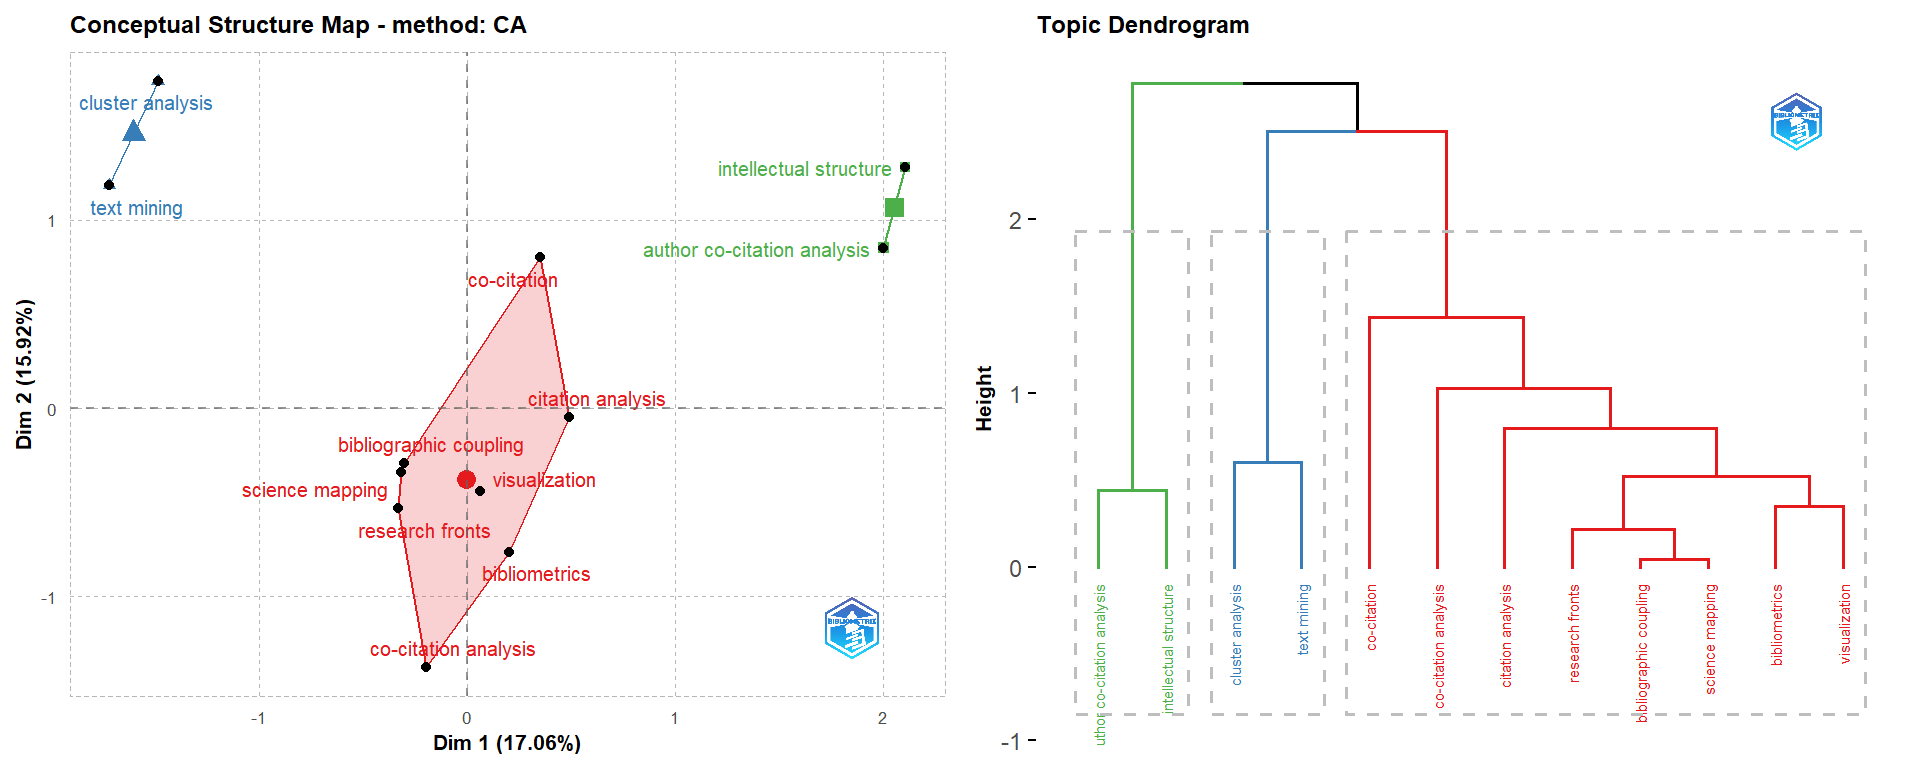 Conceptual Structure Map - method: CA
cluster analysis
text mining
intellectual structure
author co-citation analysis
co-citation
citation analysis
bibliographic coupling
visualization
science mapping
research fronts
bibliometrics
co-citation analysis
BIBLIOMETRIX
1
0
-1
-1
0
1
2
Dim 1 (17.06%)
Dim 2 (15.92%)
Topic Dendrogram
BIBLIOMETRIX
2
1
0
-1
Height
uthor co-citation analysis
intellectual structure
cluster analysis
text mining
co-citation
co-citation analysis
citation analysis
research fronts
bibliographic coupling
science mapping
bibliometrics
visualization